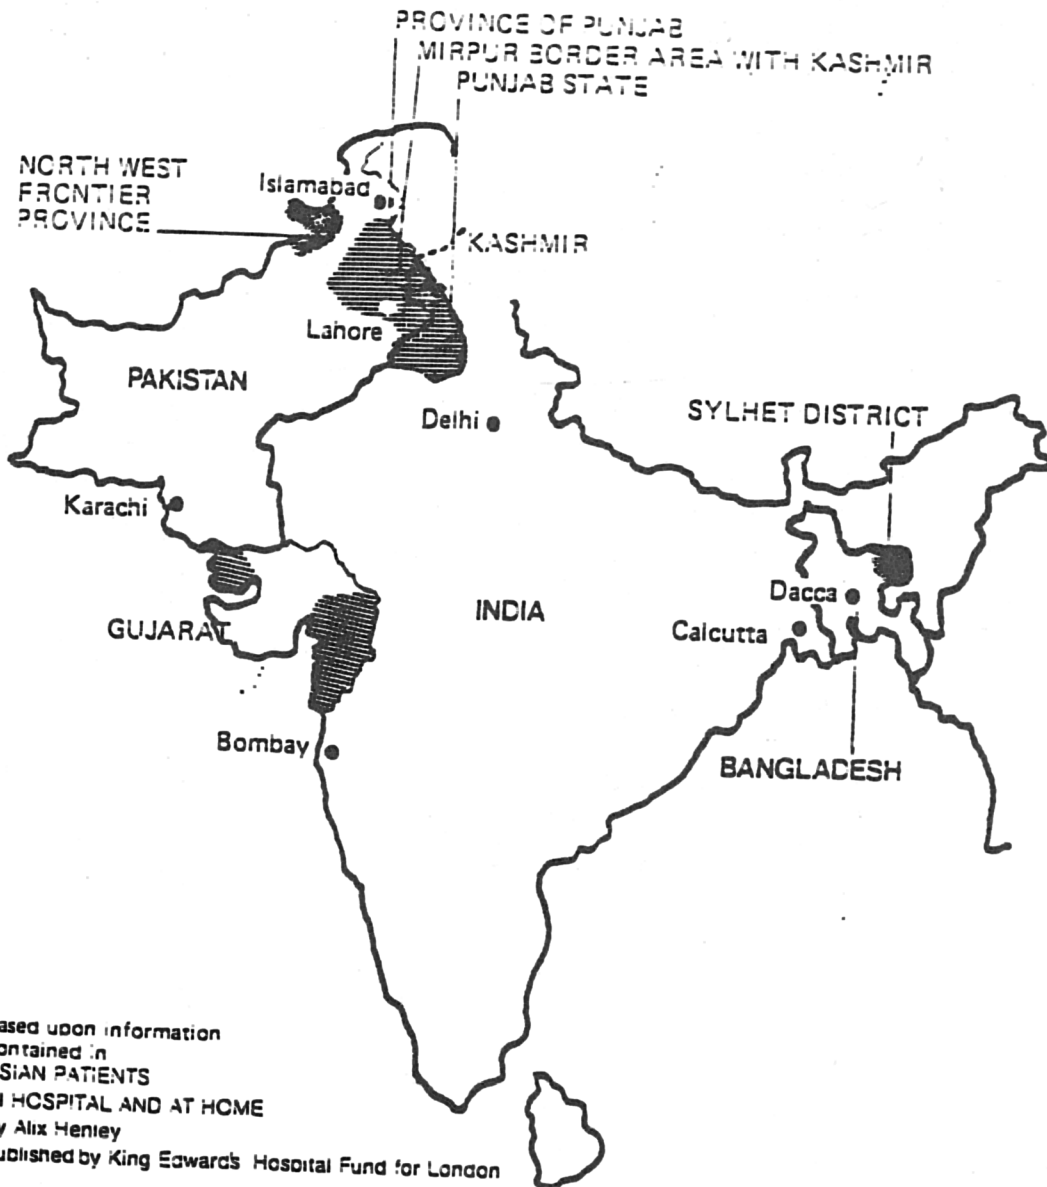 PROVINCE OF PUNJAB
MIRPUR BORDER AREA WITH KASHMIR
PUNJAB STATE
NORTH WEST
FRONTIER
PROVINCE
Islamabad
KASHMIR
Lahore
PAKISTAN
Delhi
SYLHET DISTRICT
Karachi
INDIA
Dacca
GUJARAT
Calcutta
Bombay
BANGLADESH
ased upon information
ontained in
SIAN PATIENTS
HOSPITAL AND AT HOME
y Alix Henley
ublished by King Edward's Hospital Fund for London